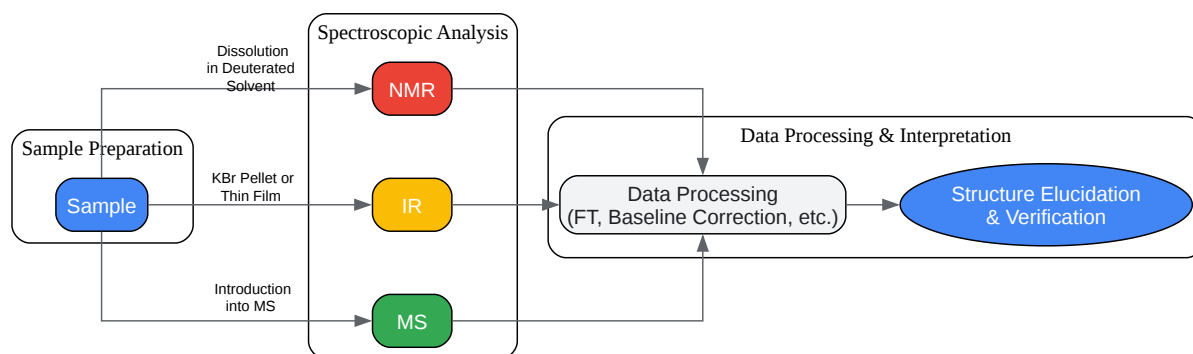 Sample Preparation
Sample
Dissolution
in Deuterated
Solvent
KBr Pellet or
Thin Film
Introduction
into MS
Spectroscopic Analysis
NMR
IR
MS
Data Processing & Interpretation
Data Processing
(FT, Baseline Correction, etc.)
Structure Elucidation
& Verification